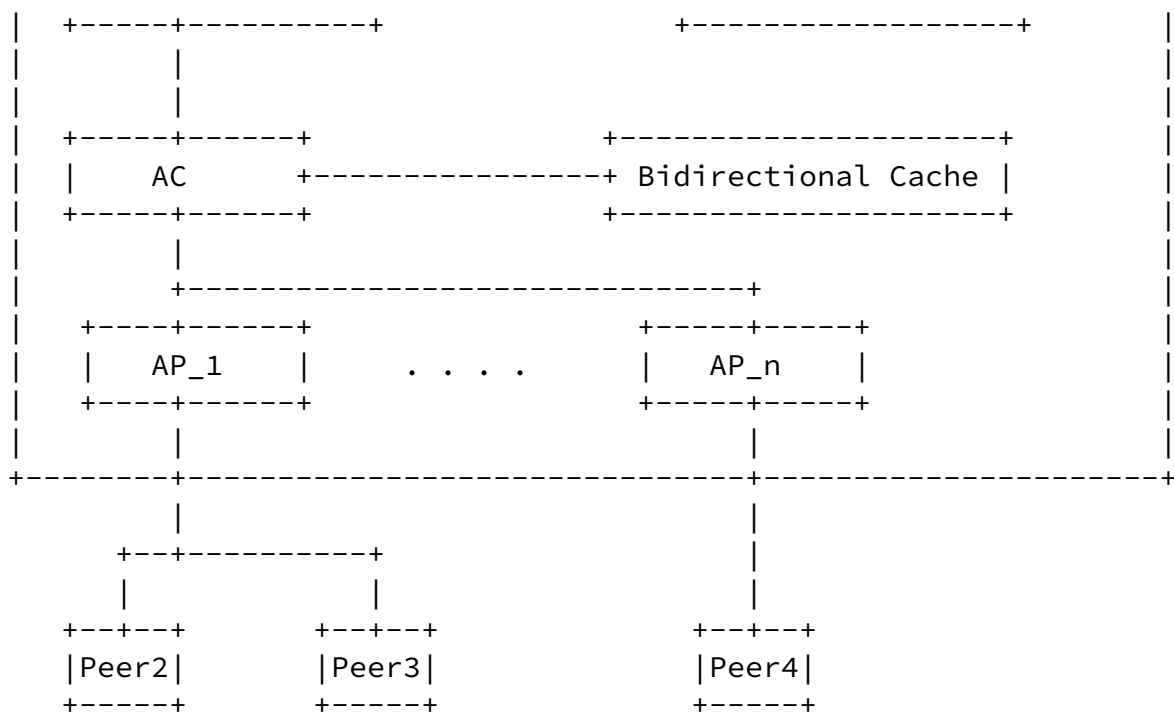 AC Bidirectional Cache
AP_1 . . . . AP_n
Peer2 Peer3 Peer4